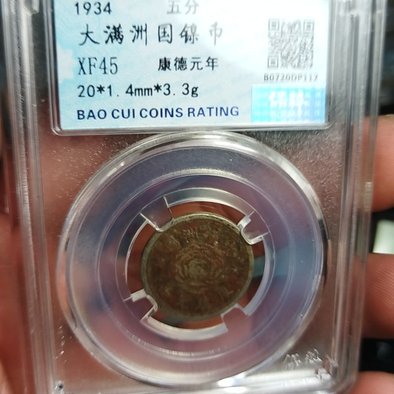 1934 五分
大满洲国镍币
XF45 康德元年
20*1.4mm*3.3g
BAO CUI COINS RATING
B0720DP112